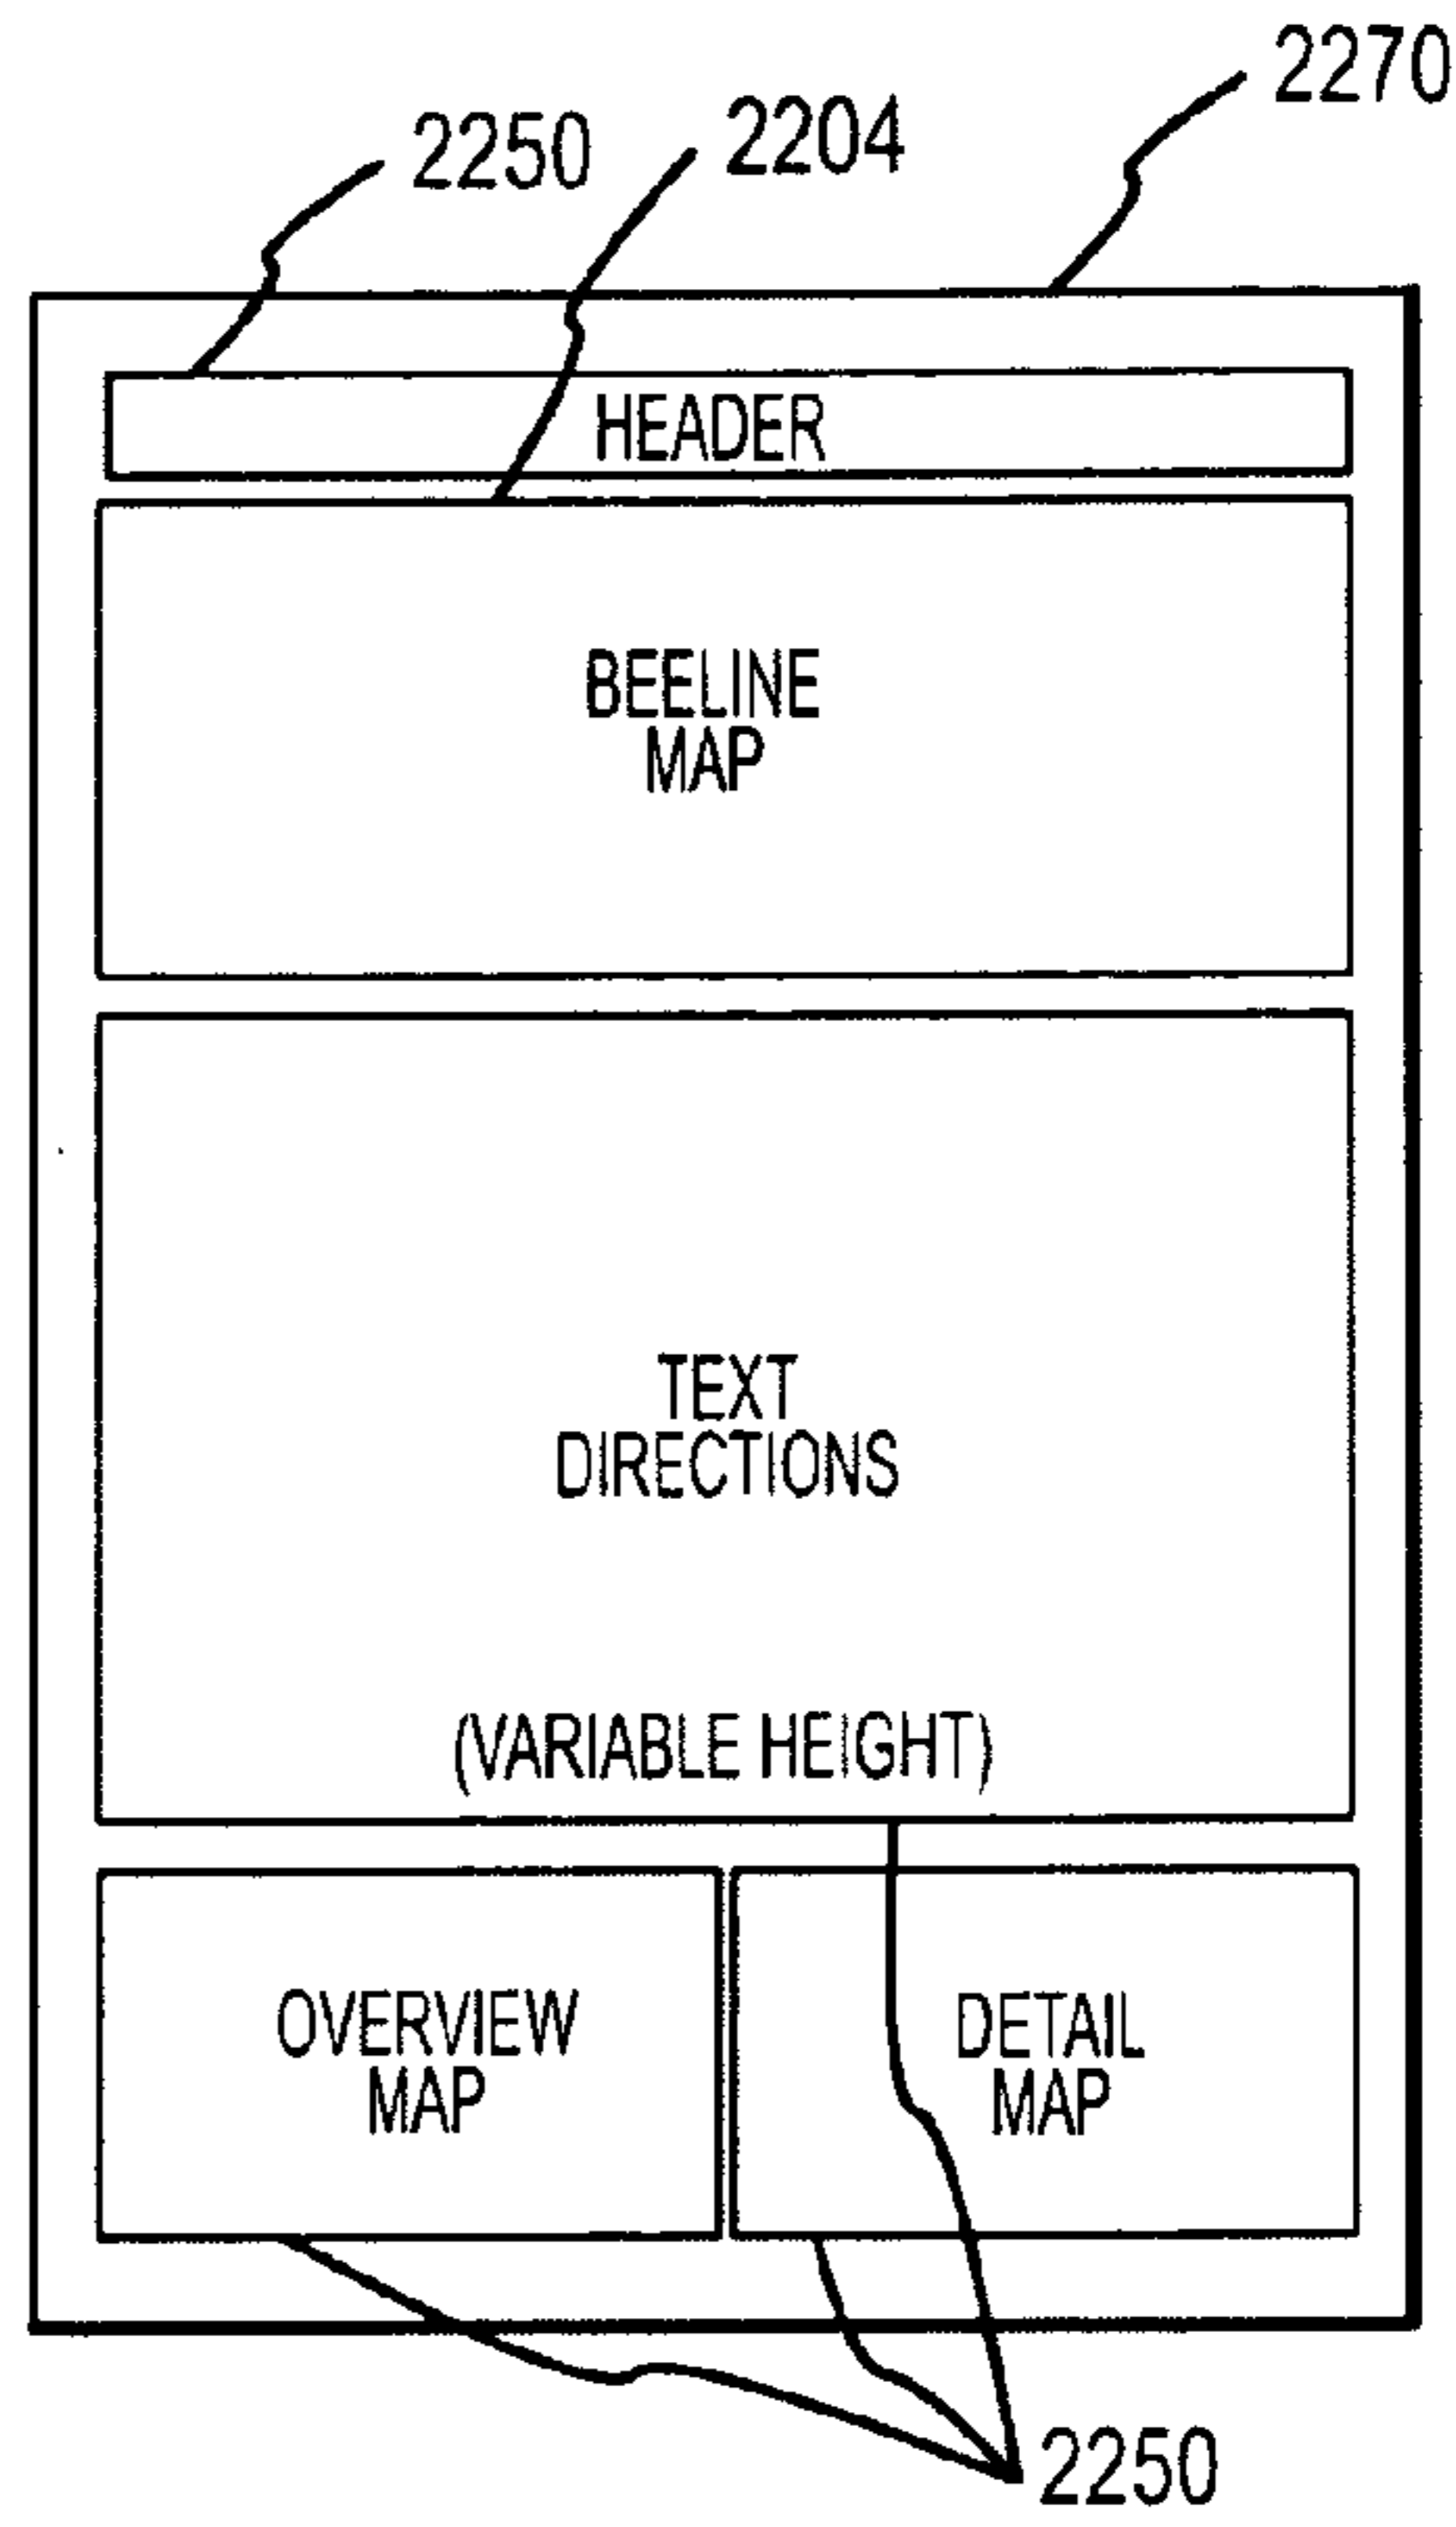 2270
2250
2204
HEADER
BEELINE
MAP
TEXT
DIRECTIONS
(VARIABLE HEIGHT)
OVERVIEW
MAP
DETAIL
MAP
2250